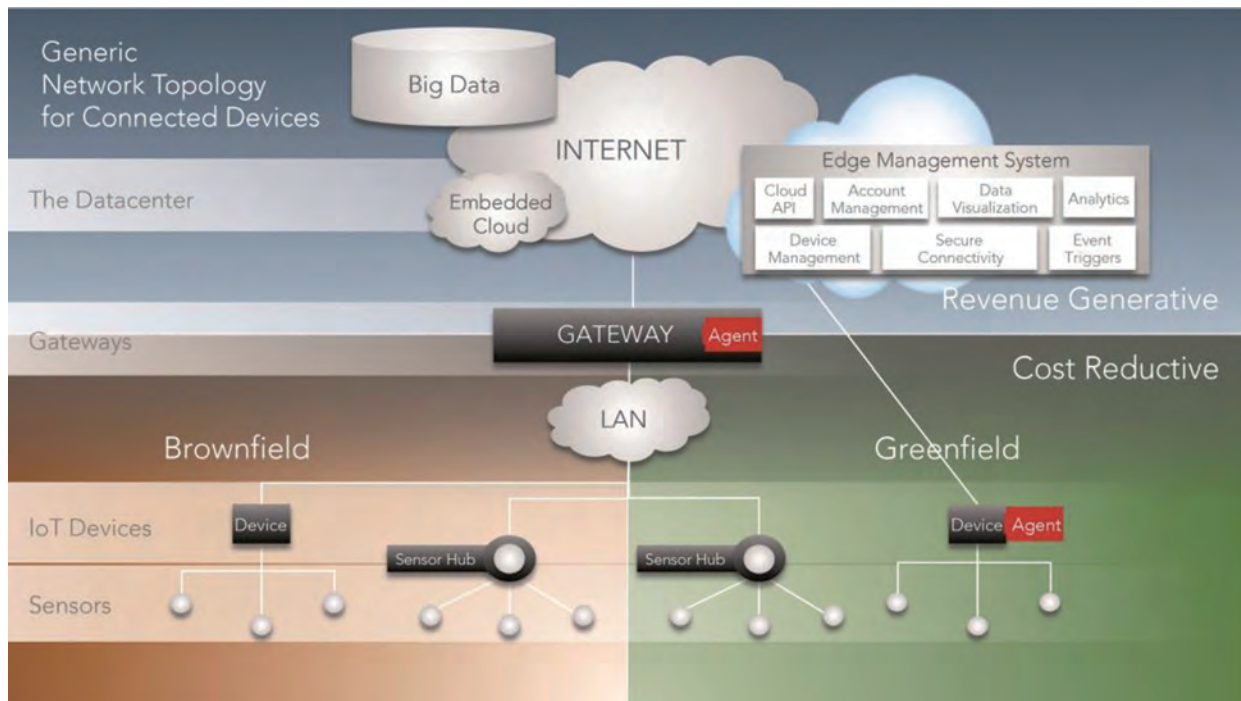 Generic
Network Topology
for Connected Devices
Big Data
INTERNET
Embedded
Cloud
The Datacenter
Edge Management System
Cloud
API
Account
Management
Data
Visualization
Analytics
Device
Management
Secure
Connectivity
Event
Triggers
Revenue Generative
Gateways
GATEWAY
Agent
Cost Reductive
LAN
Brownfield
Greenfield
IoT Devices
Device
Sensor Hub
Sensor Hub
Device
Agent
Sensors